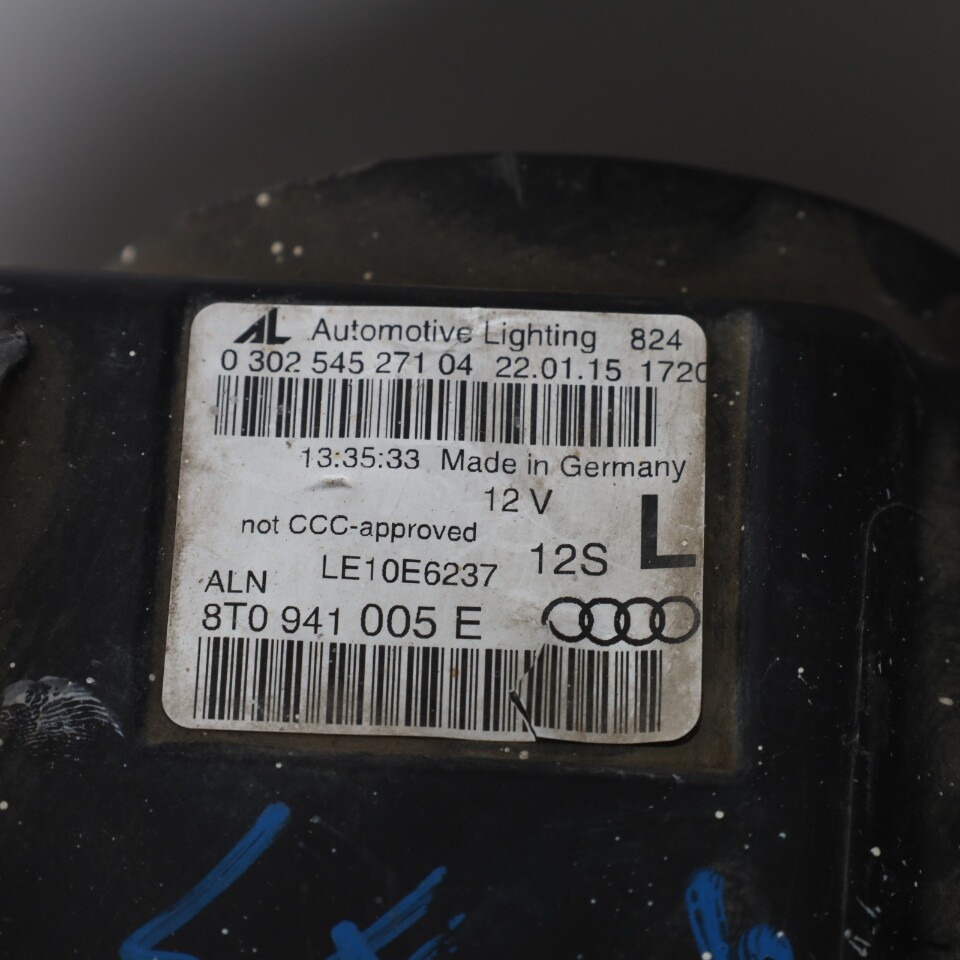 AL Automotive Lighting 824
0 302 545 271 04 22.01.15 1720
13:35:33 Made in Germany
12 V
not CCC-approved
L
LE10E6237 12S
ALN
8T0 941 005 E